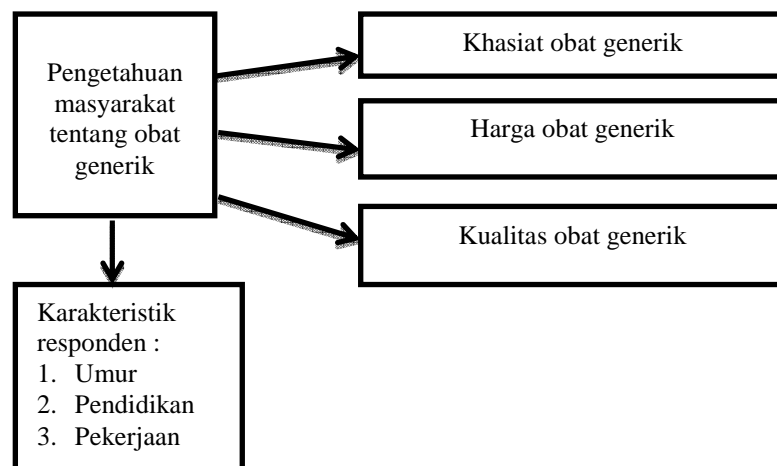 Pengetahuan
masyarakat
tentang obat
generik
Khasiat obat generik
Harga obat generik
Kualitas obat generik
Karakteristik
responden :
1. Umur
2. Pendidikan
3. Pekerjaan